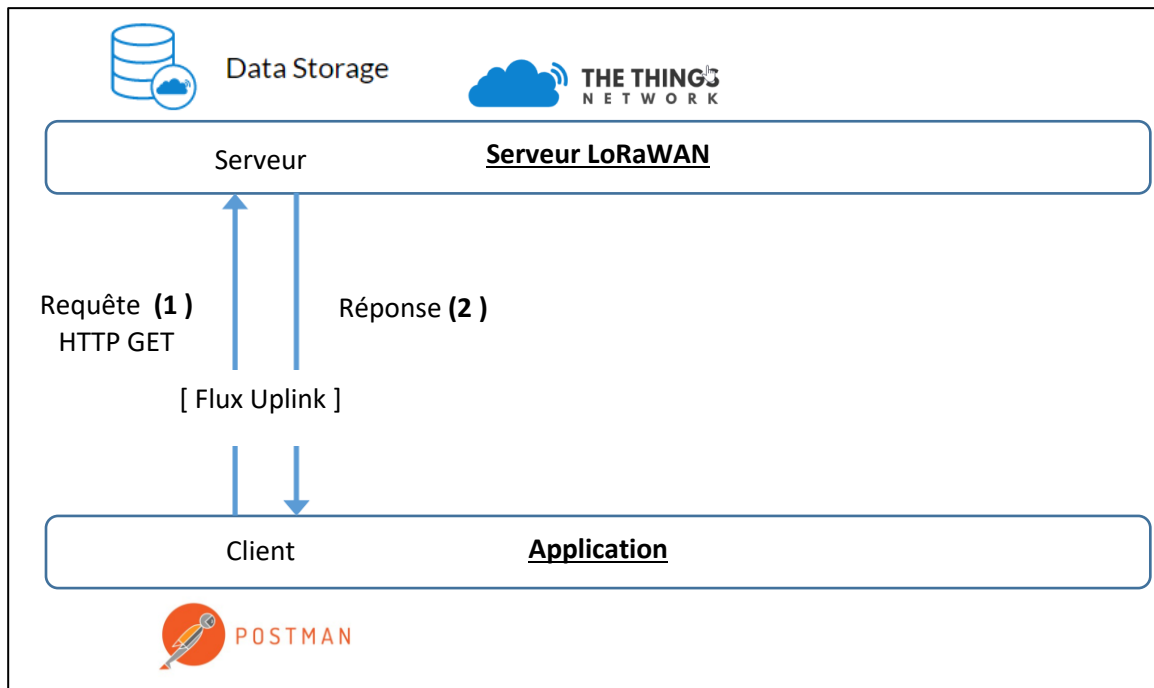 Data Storage
THE THINGS
NETWORK
Serveur
Serveur LoRaWAN
Requête (1 )
HTTP GET
Réponse (2 )
[ Flux Uplink ]
Client
Application
POSTMAN